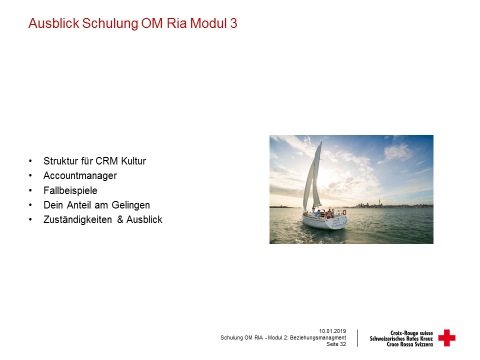 Ausblick Schulung OM Ria Modul 3
• Struktur für CRM Kultur
• Accountmanager
• Fallbeispiele
• Dein Anteil am Gelingen
• Zuständigkeiten & Ausblick
10.01.2019
Schulung OM RIA - Modul 2: Beziehungsmanagment
Seite 32
Croix-Rouge suisse
Schweizerisches Rotes Kreuz
Croce Rossa Svizzera